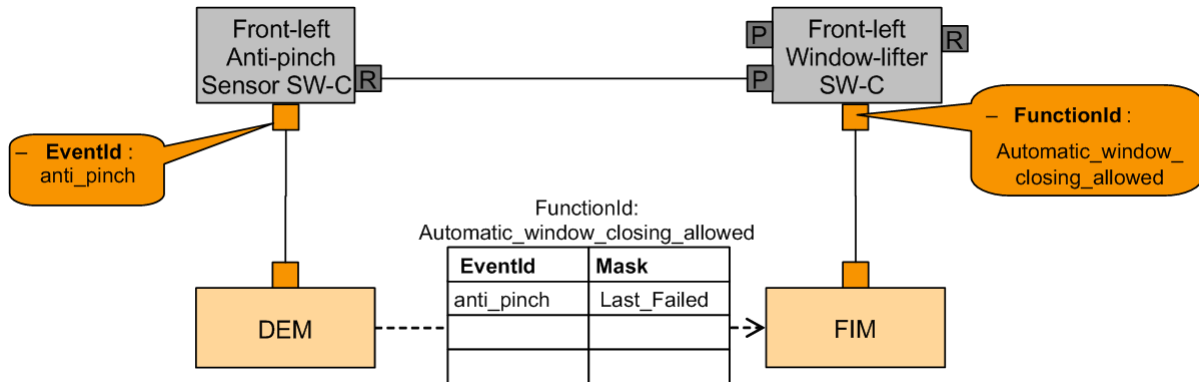 Front-left
Anti-pinch
Sensor SW-C
R
P
P
Front-left
Window-lifter
SW-C
R
– EventId :
anti_pinch
– FunctionId :
Automatic_window_
closing_allowed
FunctionId:
Automatic_window_closing_allowed
EventId Mask
anti_pinch Last_Failed
DEM
FIM